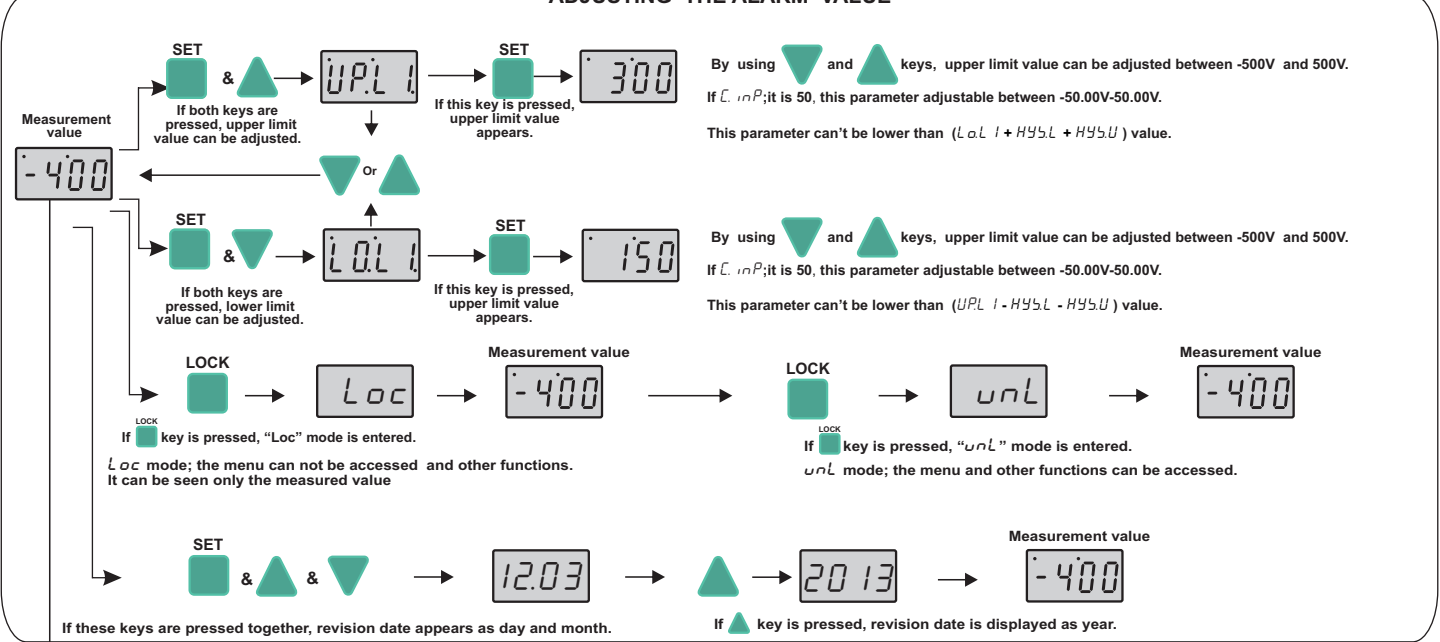 ADJUSTING THE ALARM VALUE
SET
&
UP.L 1.
SET
300
If both keys are
pressed, upper limit
value can be adjusted.
If this key is pressed,
upper limit value
appears.
By using and keys, upper limit value can be adjusted between -500V and 500V.
If C. inP;it is 50, this parameter adjustable between -50.00V-50.00V.
This parameter can't be lower than (Lo.L 1 + HYS.L + HYS.U ) value.
Measurement
value
- 400
Or
SET
&
LO.L 1.
SET
150
If both keys are
pressed, lower limit
value can be adjusted.
If this key is pressed,
upper limit value
appears.
By using and keys, upper limit value can be adjusted between -500V and 500V.
If C. inP;it is 50, this parameter adjustable between -50.00V-50.00V.
This parameter can't be lower than (UP.L 1 - HYS.L - HYS.U ) value.
LOCK
Loc
Measurement value
- 400
LOCK
unL
Measurement value
- 400
LOCK
If key is pressed, “Loc” mode is entered.
Loc mode; the menu can not be accessed and other functions.
It can be seen only the measured value
LOCK
If key is pressed, “unL” mode is entered.
unL mode; the menu and other functions can be accessed.
SET
& &
12.03
2013
Measurement value
- 400
If these keys are pressed together, revision date appears as day and month.
If key is pressed, revision date is displayed as year.